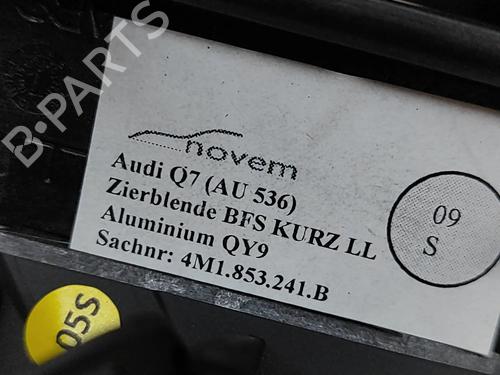 B-PARTS
novem
Audi Q7 (AU 536)
Zierblende BFS KURZ LL
Aluminium QY9
Sachnr: 4M1.853.241.B
09
S
05S